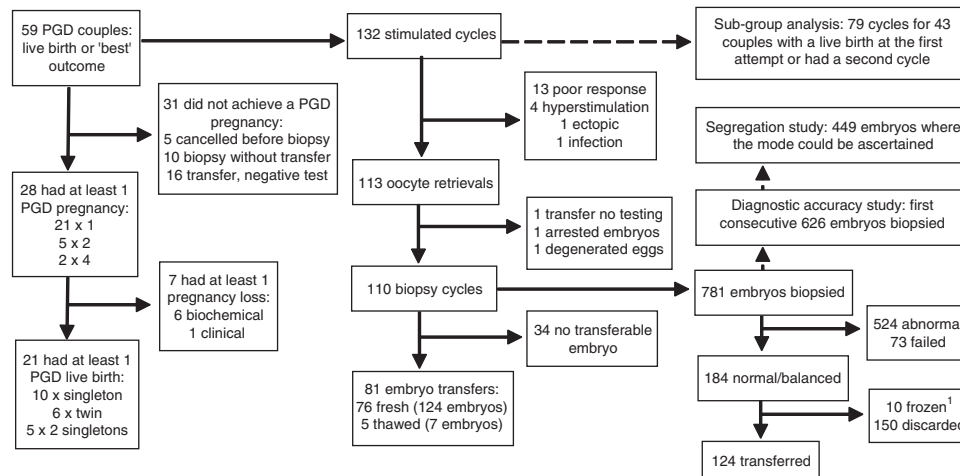 59 PGD couples:
live birth or 'best'
outcome
31 did not achieve a PGD
pregnancy:
5 cancelled before biopsy
10 biopsy without transfer
16 transfer, negative test
28 had at least 1
PGD pregnancy:
21 x 1
5 x 2
2 x 4
7 had at least 1
pregnancy loss:
6 biochemical
1 clinical
21 had at least 1
PGD live birth:
10 x singleton
6 x twin
5 x 2 singletons
132 stimulated cycles
13 poor response
4 hyperstimulation
1 ectopic
1 infection
113 oocyte retrievals
1 transfer no testing
1 arrested embryos
1 degenerated eggs
110 biopsy cycles
34 no transferable
embryo
81 embryo transfers:
76 fresh (124 embryos)
5 thawed (7 embryos)
Sub-group analysis: 79 cycles for 43
couples with a live birth at the first
attempt or had a second cycle
Segregation study: 449 embryos where
the mode could be ascertained
Diagnostic accuracy study: first
consecutive 626 embryos biopsied
781 embryos biopsied
524 abnormal
73 failed
184 normal/balanced
10 frozen1
150 discarded
124 transferred